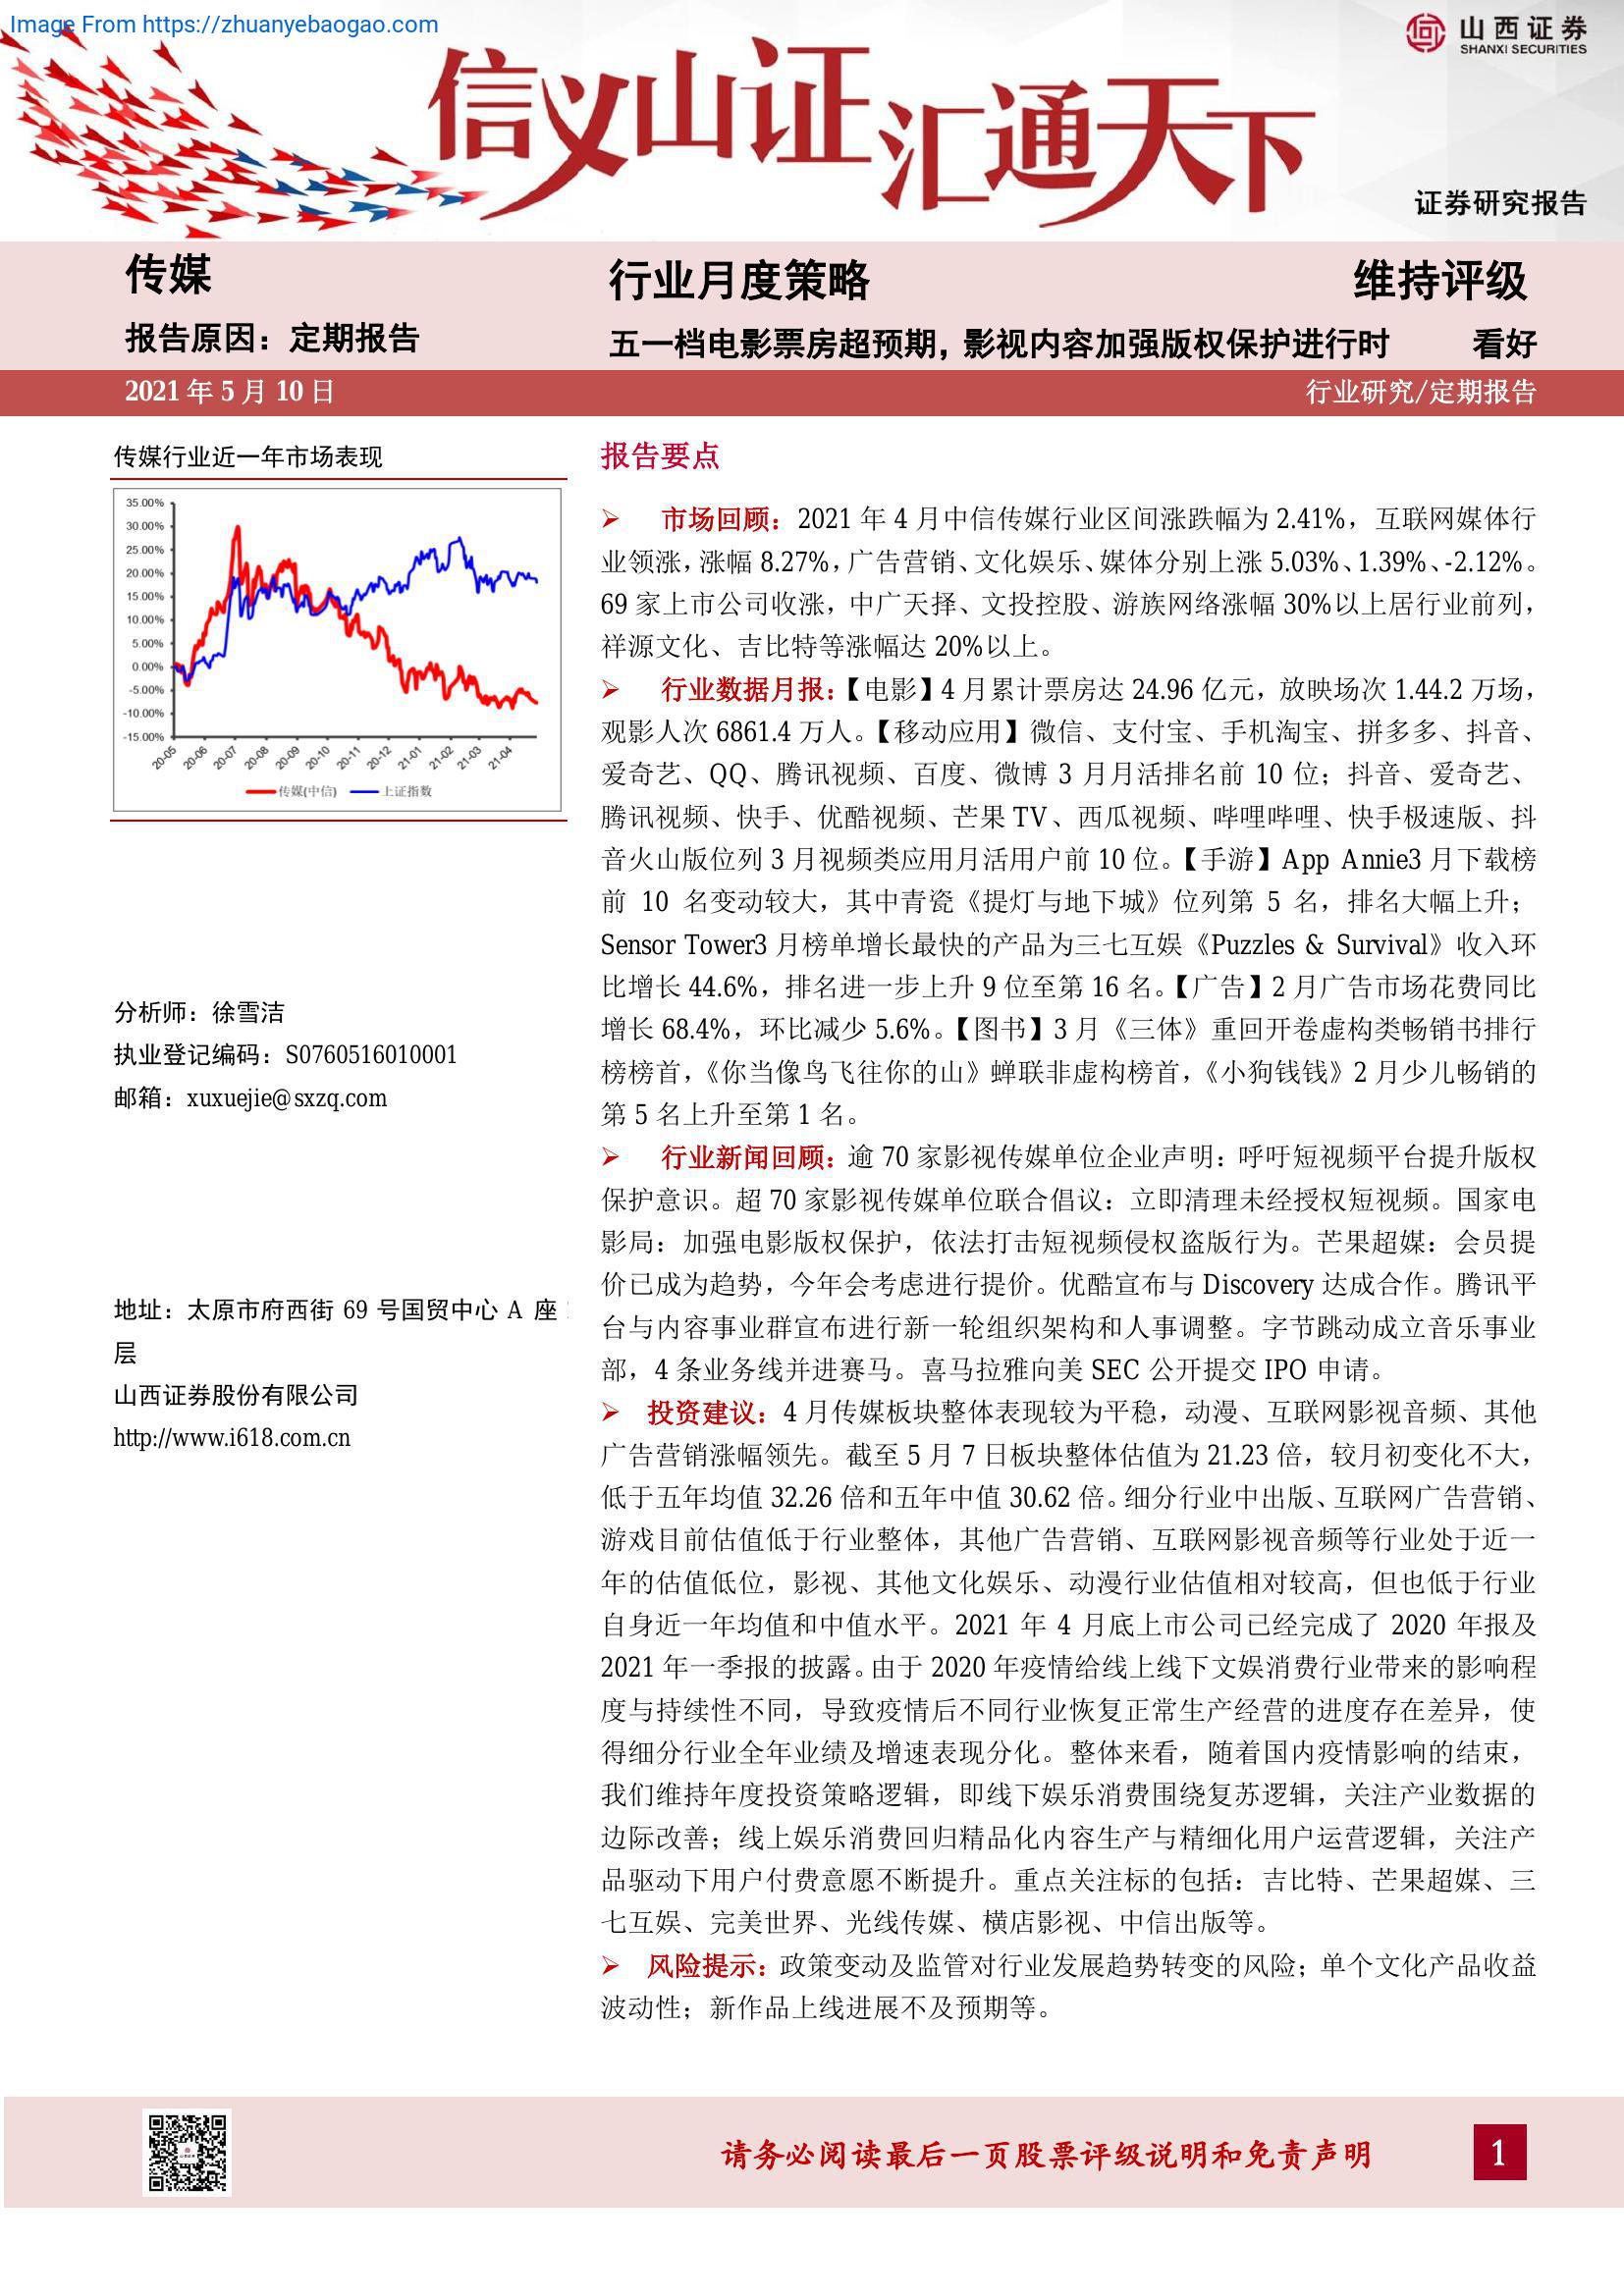 Image From https://zhuanyebaogao.com
山西证券
SHANXI SECURITIES
信义山证汇通天下
证券研究报告
传媒
行业月度策略
维持评级
报告原因：定期报告
五一档电影票房超预期，影视内容加强版权保护进行时
看好
2021 年 5 月 10 日
行业研究/定期报告
传媒行业近一年市场表现
35.00%
30.00%
25.00%
20.00%
15.00%
10.00%
5.00%
0.00%
-5.00%
-10.00%
-15.00%
20-05
20-06
20-07
20-08
20-09
20-10
20-11
20-12
21-01
21-02
21-03
21-04
传媒(中信)
上证指数
分析师：徐雪洁
执业登记编码：S0760516010001
邮箱：xuxuejie@sxzq.com
地址：太原市府西街 69 号国贸中心 A 座
层
山西证券股份有限公司
http://www.i618.com.cn
报告要点
➢ 市场回顾：2021 年 4 月中信传媒行业区间涨跌幅为 2.41%，互联网媒体行
业领涨，涨幅 8.27%，广告营销、文化娱乐、媒体分别上涨 5.03%、1.39%、-2.12%。
69 家上市公司收涨，中广天择、文投控股、游族网络涨幅 30%以上居行业前列，
祥源文化、吉比特等涨幅达 20%以上。
➢ 行业数据月报：【电影】4 月累计票房达 24.96 亿元，放映场次 1.44.2 万场，
观影人次 6861.4 万人。【移动应用】微信、支付宝、手机淘宝、拼多多、抖音、
爱奇艺、QQ、腾讯视频、百度、微博 3 月月活排名前 10 位；抖音、爱奇艺、
腾讯视频、快手、优酷视频、芒果 TV、西瓜视频、哔哩哔哩、快手极速版、抖
音火山版位列 3 月视频类应用月活用户前 10 位。【手游】App Annie3 月下载榜
前 10 名变动较大，其中青瓷《提灯与地下城》位列第 5 名，排名大幅上升；
Sensor Tower3 月榜单增长最快的产品为三七互娱《Puzzles & Survival》收入环
比增长 44.6%，排名进一步上升 9 位至第 16 名。【广告】2 月广告市场花费同比
增长 68.4%，环比减少 5.6%。【图书】3 月《三体》重回开卷虚构类畅销书排行
榜榜首，《你当像鸟飞往你的山》蝉联非虚构榜首，《小狗钱钱》2 月少儿畅销的
第 5 名上升至第 1 名。
➢ 行业新闻回顾：逾 70 家影视传媒单位企业声明：呼吁短视频平台提升版权
保护意识。超 70 家影视传媒单位联合倡议：立即清理未经授权短视频。国家电
影局：加强电影版权保护，依法打击短视频侵权盗版行为。芒果超媒：会员提
价已成为趋势，今年会考虑进行提价。优酷宣布与 Discovery 达成合作。腾讯平
台与内容事业群宣布进行新一轮组织架构和人事调整。字节跳动成立音乐事业
部，4 条业务线并进赛马。喜马拉雅向美 SEC 公开提交 IPO 申请。
➢ 投资建议：4 月传媒板块整体表现较为平稳，动漫、互联网影视音频、其他
广告营销涨幅领先。截至 5 月 7 日板块整体估值为 21.23 倍，较月初变化不大，
低于五年均值 32.26 倍和五年中值 30.62 倍。细分行业中出版、互联网广告营销、
游戏目前估值低于行业整体，其他广告营销、互联网影视音频等行业处于近一
年的估值低位，影视、其他文化娱乐、动漫行业估值相对较高，但也低于行业
自身近一年均值和中值水平。2021 年 4 月底上市公司已经完成了 2020 年报及
2021 年一季报的披露。由于 2020 年疫情给线上线下文娱消费行业带来的影响程
度与持续性不同，导致疫情后不同行业恢复正常生产经营的进度存在差异，使
得细分行业全年业绩及增速表现分化。整体来看，随着国内疫情影响的结束，
我们维持年度投资策略逻辑，即线下娱乐消费围绕复苏逻辑，关注产业数据的
边际改善；线上娱乐消费回归精品化内容生产与精细化用户运营逻辑，关注产
品驱动下用户付费意愿不断提升。重点关注标的包括：吉比特、芒果超媒、三
七互娱、完美世界、光线传媒、横店影视、中信出版等。
➢ 风险提示：政策变动及监管对行业发展趋势转变的风险；单个文化产品收益
波动性；新作品上线进展不及预期等。
请务必阅读最后一页股票评级说明和免责声明
1